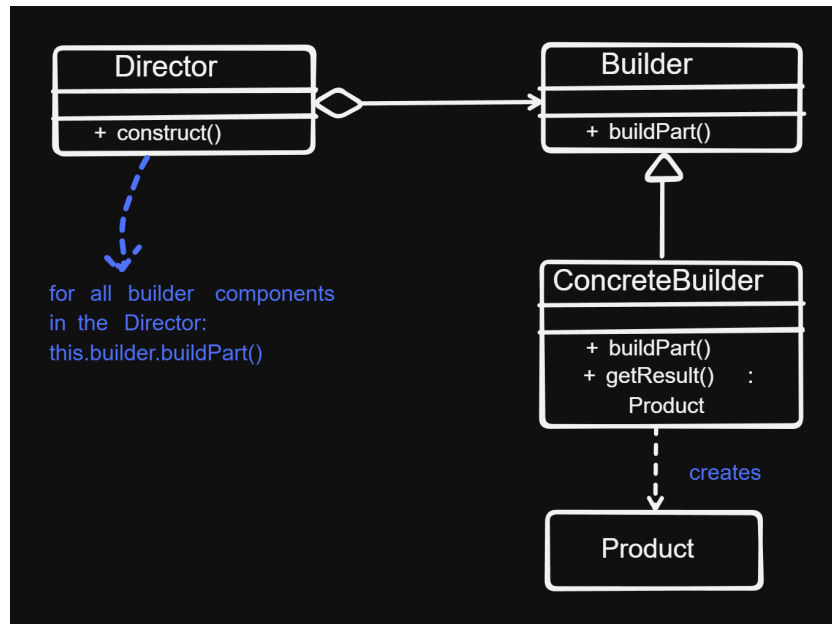 Director
+ construct()
Builder
+ buildPart()
for all builder components
in the Director:
this.builder.buildPart()
ConcreteBuilder
+ buildPart()
+ getResult() :
Product
creates
Product